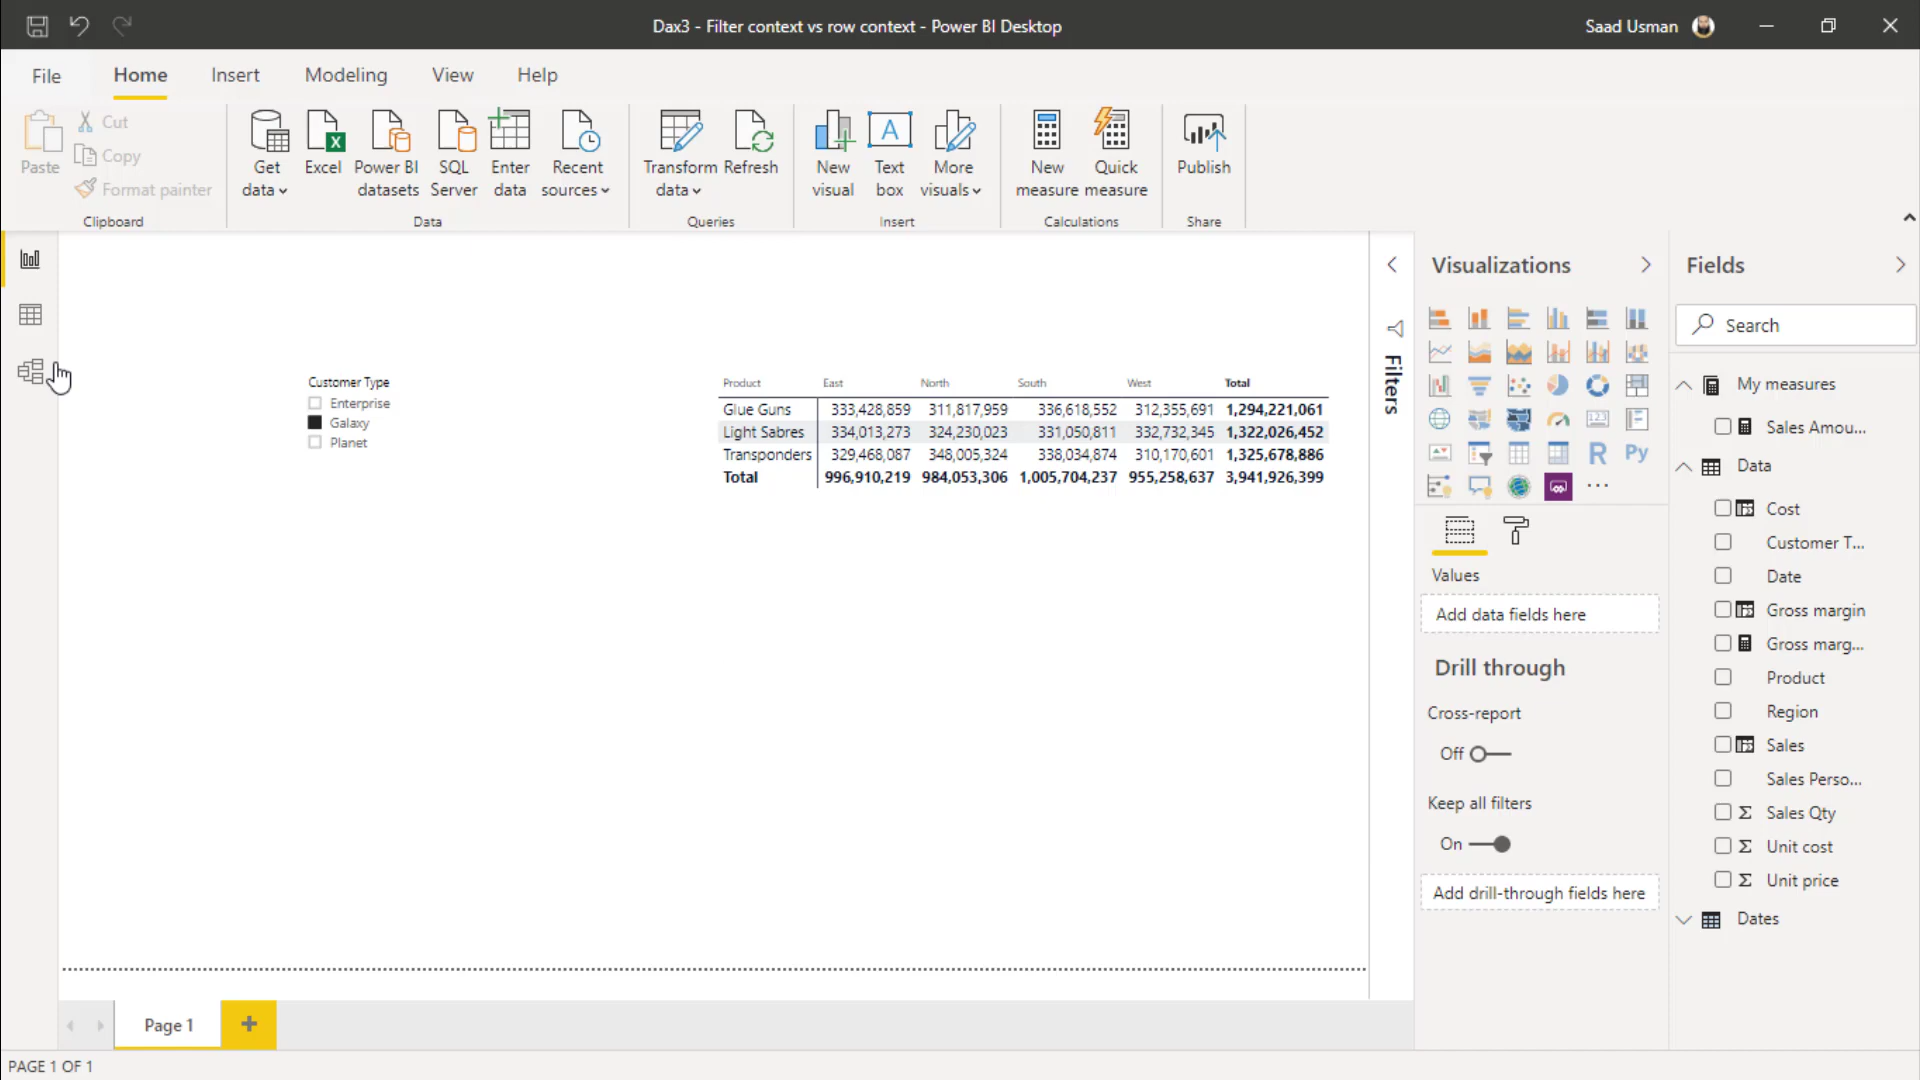 Dax3 - Filter context vs row context - Power BI Desktop
Saad Usman
File
Home
Insert
Modeling
View
Help
Paste
Cut
Copy
Format painter
Clipboard
Get data
Excel
Power BI datasets
SQL Server
Enter data
Recent sources
Data
Transform data
Refresh
Queries
New visual
Text box
More visuals
Insert
New measure
Quick measure
Calculations
Publish
Share
Customer Type
Enterprise
Galaxy
Planet
Product East North South West Total
Glue Guns 333,428,859 311,817,959 336,618,552 312,355,691 1,294,221,061
Light Sabres 334,013,273 324,230,023 331,050,811 332,732,345 1,322,026,452
Transponders 329,468,087 348,005,324 338,034,874 310,170,601 1,325,678,886
Total 996,910,219 984,053,306 1,005,704,237 955,258,637 3,941,926,399
Filters
Visualizations
123
R
Py
Values
Add data fields here
Drill through
Cross-report
Off
Keep all filters
On
Add drill-through fields here
Fields
Search
My measures
Sales Amou...
Data
Cost
Customer T...
Date
Gross margin
Gross marg...
Product
Region
Sales
Sales Perso...
Σ Sales Qty
Σ Unit cost
Σ Unit price
Dates
Page 1
PAGE 1 OF 1